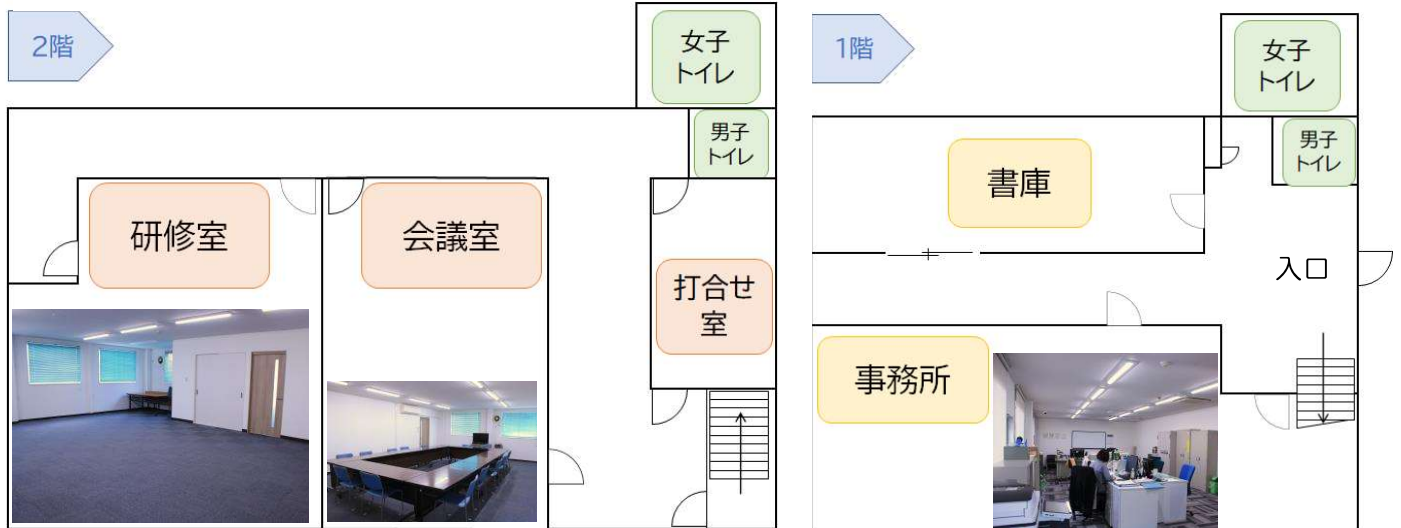 2階
女子
トイレ
男子
トイレ
研修室
会議室
打合せ
室
1階
女子
トイレ
男子
トイレ
書庫
入口
事務所